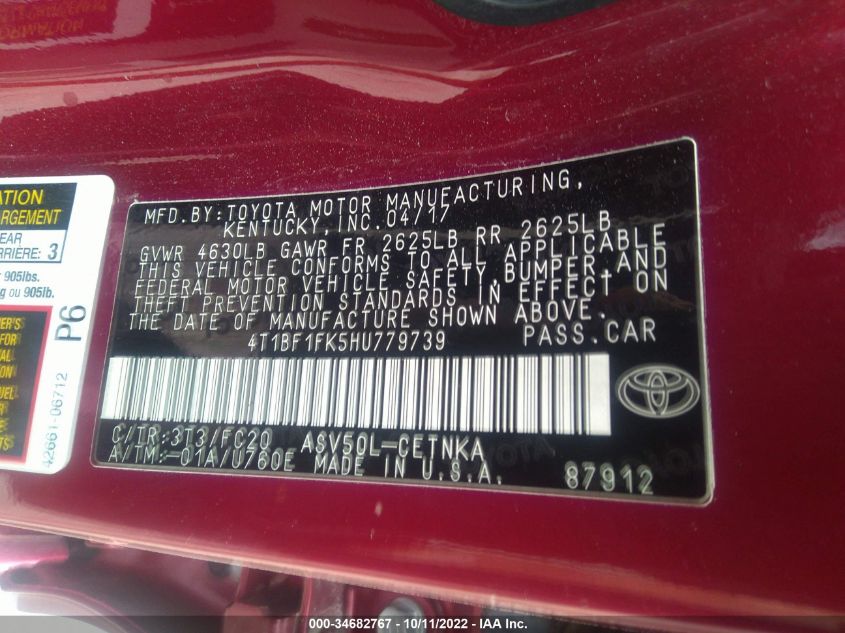 MFD. BY: TOYOTA MOTOR MANUFACTURING,
KENTUCKY, INC. 04/17
GVWR 4630LB GAWR FR 2625LB RR 2625LB
THIS VEHICLE CONFORMS TO ALL APPLICABLE
FEDERAL MOTOR VEHICLE SAFETY, BUMPER, AND
THEFT PREVENTION STANDARDS IN EFFECT ON
THE DATE OF MANUFACTURE SHOWN ABOVE.
4T1BF1FK5HU779739 PASS.CAR
C/TR:3T3/FC20 ASV50L-CETNKA
A/TM:-01A/U760E MADE IN U.S.A.
87912
ARGEMENT
EAR
ARRIÈRE: 3
905lbs.
g ou 905lb.
P6
42661-06712
000-34682767 - 10/11/2022 - IAA Inc.